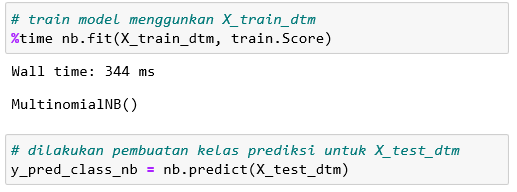 # train model menggunkan X_train_dtm
%time nb.fit(X_train_dtm, train.Score)
Wall time: 344 ms
MultinomialNB()
# dilakukan pembuatan kelas prediksi untuk X_test_dtm
y_pred_class_nb = nb.predict(X_test_dtm)